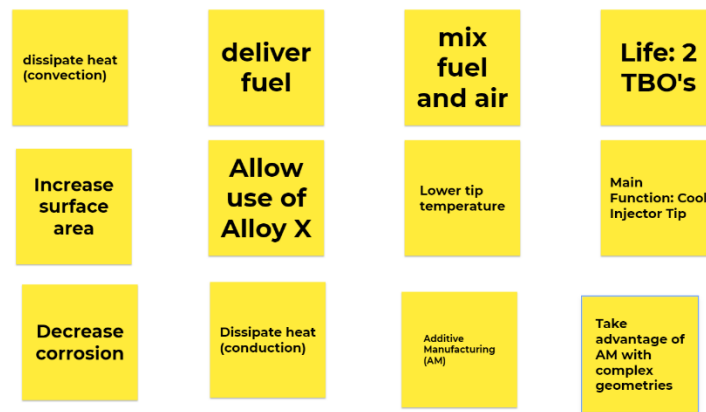 dissipate heat
(convection)
deliver
fuel
mix
fuel
and air
Life: 2
TBO's
Increase
surface
area
Allow
use of
Alloy X
Lower tip
temperature
Main
Function: Cool
Injector Tip
Decrease
corrosion
Dissipate heat
(conduction)
Additive
Manufacturing
(AM)
Take
advantage of
AM with
complex
geometries